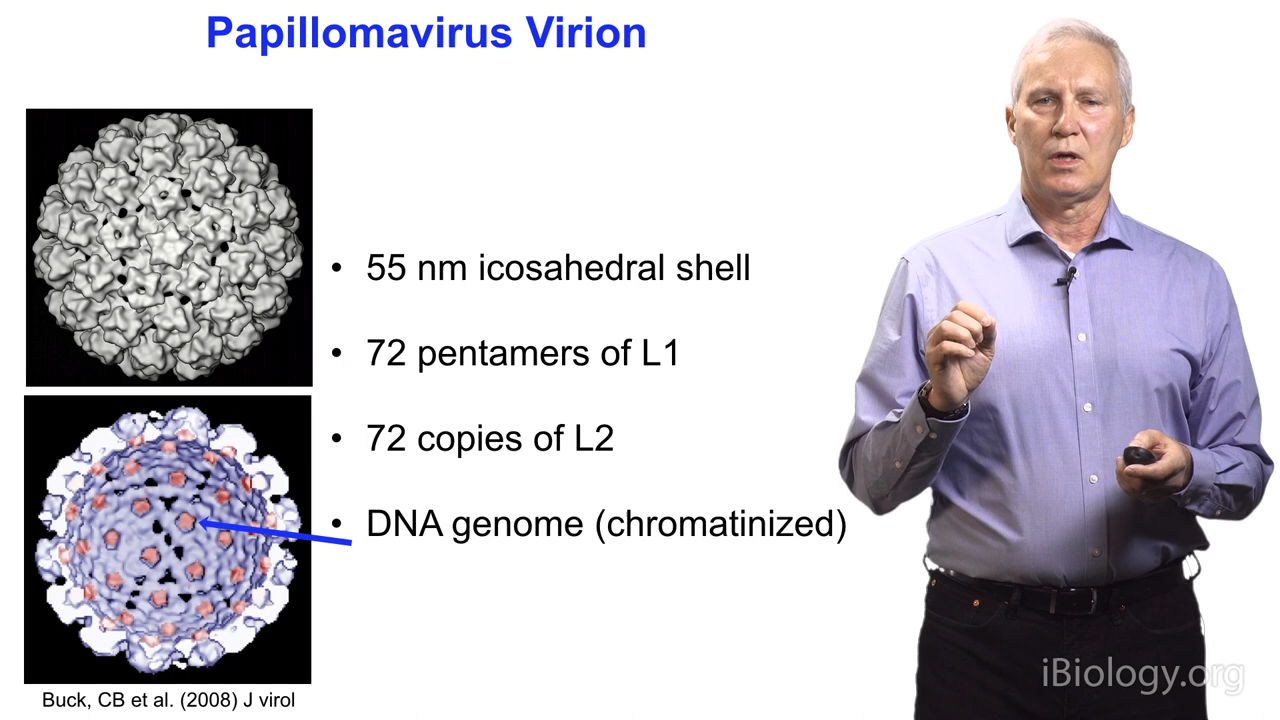 Papillomavirus Virion
• 55 nm icosahedral shell
• 72 pentamers of L1
• 72 copies of L2
• DNA genome (chromatinized)
Buck, CB et al. (2008) J virol
iBiology.org